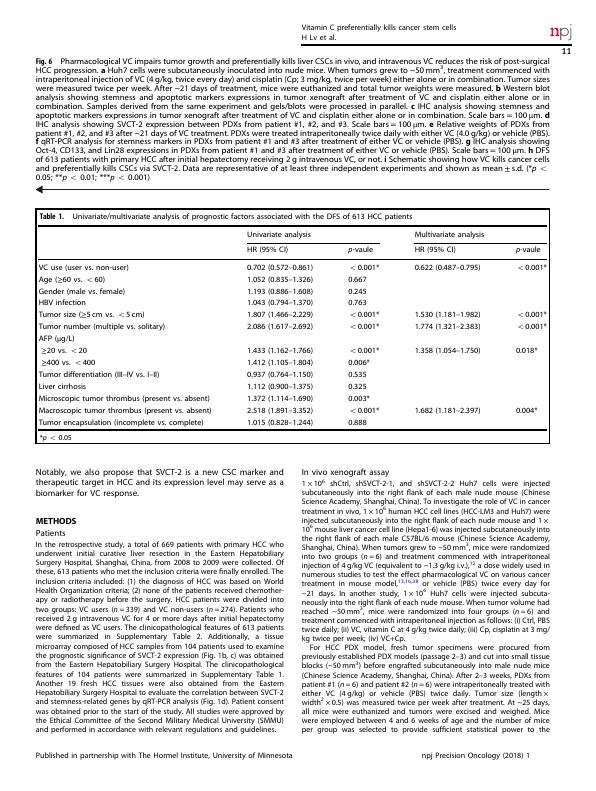 Vitamin C preferentially kills cancer stem cells
H Lv et al.
npj
11
Fig. 6 Pharmacological VC impairs tumor growth and preferentially kills liver CSCs in vivo, and intravenous VC reduces the risk of post-surgical
HCC progression. a Huh7 cells were subcutaneously inoculated into nude mice. When tumors grew to ~50 mm³, treatment commenced with
intraperitoneal injection of VC (4 g/kg, twice every day) and cisplatin (Cp; 3 mg/kg, twice per week) either alone or in combination. Tumor sizes
were measured twice per week. After ~21 days of treatment, mice were euthanized and total tumor weights were measured. b Western blot
analysis showing stemness and apoptotic markers expressions in tumor xenograft after treatment of VC and cisplatin either alone or in
combination. Samples derived from the same experiment and gels/blots were processed in parallel. c IHC analysis showing stemness and
apoptotic markers expressions in tumor xenograft after treatment of VC and cisplatin either alone or in combination. Scale bars = 100 μm. d
IHC analysis showing SVCT-2 expression between PDXs from patient #1, #2, and #3. Scale bars = 100 μm. e Relative weights of PDXs from
patient #1, #2, and #3 after ~21 days of VC treatment. PDXs were treated intraperitoneally twice daily with either VC (4.0 g/kg) or vehicle (PBS).
f qRT-PCR analysis for stemness markers in PDXs from patient #1 and #3 after treatment of either VC or vehicle (PBS). g IHC analysis showing
Oct-4, CD133, and Lin28 expressions in PDXs from patient #1 and #3 after treatment of either VC or vehicle (PBS). Scale bars = 100 μm. h DFS
of 613 patients with primary HCC after initial hepatectomy receiving 2 g intravenous VC, or not. i Schematic showing how VC kills cancer cells
and preferentially kills CSCs via SVCT-2. Data are representative of at least three independent experiments and shown as mean ± s.d. (*p <
0.05; **p < 0.01; ***p < 0.001)
Table 1. Univariate/multivariate analysis of prognostic factors associated with the DFS of 613 HCC patients
Univariate analysis Multivariate analysis
HR (95% CI) p-vaule HR (95% CI) p-vaule
VC use (user vs. non-user) 0.702 (0.572–0.861) < 0.001* 0.622 (0.487–0.795) < 0.001*
Age (≥60 vs. < 60) 1.052 (0.835–1.326) 0.667
Gender (male vs. female) 1.193 (0.886–1.608) 0.245
HBV infection 1.043 (0.794–1.370) 0.763
Tumor size (≥5 cm vs. < 5 cm) 1.807 (1.466–2.229) < 0.001* 1.530 (1.181–1.982) < 0.001*
Tumor number (multiple vs. solitary) 2.086 (1.617–2.692) < 0.001* 1.774 (1.321–2.383) < 0.001*
AFP (μg/L)
≥20 vs. < 20 1.433 (1.162–1.766) < 0.001* 1.358 (1.054–1.750) 0.018*
≥400 vs. < 400 1.412 (1.105–1.804) 0.006*
Tumor differentiation (III–IV vs. I–II) 0.937 (0.764–1.150) 0.535
Liver cirrhosis 1.112 (0.900–1.375) 0.325
Microscopic tumor thrombus (present vs. absent) 1.372 (1.114–1.690) 0.003*
Macroscopic tumor thrombus (present vs. absent) 2.518 (1.891–3.352) < 0.001* 1.682 (1.181–2.397) 0.004*
Tumor encapsulation (incomplete vs. complete) 1.015 (0.828–1.244) 0.888
*p < 0.05
Notably, we also propose that SVCT-2 is a new CSC marker and
therapeutic target in HCC and its expression level may serve as a
biomarker for VC response.
METHODS
Patients
In the retrospective study, a total of 669 patients with primary HCC who
underwent initial curative liver resection in the Eastern Hepatobiliary
Surgery Hospital, Shanghai, China, from 2008 to 2009 were collected. Of
these, 613 patients who met the inclusion criteria were finally enrolled. The
inclusion criteria included: (1) the diagnosis of HCC was based on World
Health Organization criteria; (2) none of the patients received chemother-
apy or radiotherapy before the surgery. HCC patients were divided into
two groups: VC users (n = 339) and VC non-users (n = 274). Patients who
received 2 g intravenous VC for 4 or more days after initial hepatectomy
were defined as VC users. The clinicopathological features of 613 patients
were summarized in Supplementary Table 2. Additionally, a tissue
microarray composed of HCC samples from 104 patients used to examine
the prognostic significance of SVCT-2 expression (Fig. 1b, c) was obtained
from the Eastern Hepatobiliary Surgery Hospital. The clinicopathological
features of 104 patients were summarized in Supplementary Table 1.
Another 19 fresh HCC tissues were also obtained from the Eastern
Hepatobiliary Surgery Hospital to evaluate the correlation between SVCT-2
and stemness-related genes by qRT-PCR analysis (Fig. 1d). Patient consent
was obtained prior to the start of the study. All studies were approved by
the Ethical Committee of the Second Military Medical University (SMMU)
and performed in accordance with relevant regulations and guidelines.
In vivo xenograft assay
1 × 10⁶ shCtrl, shSVCT-2-1, and shSVCT-2-2 Huh7 cells were injected
subcutaneously into the right flank of each male nude mouse (Chinese
Science Academy, Shanghai, China). To investigate the role of VC in cancer
treatment in vivo, 1 × 10⁶ human HCC cell lines (HCC-LM3 and Huh7) were
injected subcutaneously into the right flank of each nude mouse and 1 ×
10⁶ mouse liver cancer cell line (Hepa1-6) was injected subcutaneously into
the right flank of each male C57BL/6 mouse (Chinese Science Academy,
Shanghai, China). When tumors grew to ~50 mm³, mice were randomized
into two groups (n = 6) and treatment commenced with intraperitoneal
injection of 4 g/kg VC (equivalent to ~1.3 g/kg i.v.),¹² a dose widely used in
numerous studies to test the effect pharmacological VC on various cancer
treatment in mouse model,¹³,¹⁶,³⁸ or vehicle (PBS) twice every day for
~21 days. In another study, 1 × 10⁶ Huh7 cells were injected subcuta-
neously into the right flank of each nude mouse. When tumor volume had
reached ~50 mm³, mice were randomized into four groups (n = 6) and
treatment commenced with intraperitoneal injection as follows: (i) Ctrl, PBS
twice daily; (ii) VC, vitamin C at 4 g/kg twice daily; (iii) Cp, cisplatin at 3 mg/
kg twice per week; (iv) VC+Cp.
For HCC PDX model, fresh tumor specimens were procured from
previously established PDX models (passage 2–3) and cut into small tissue
blocks (~50 mm³) before engrafted subcutaneously into male nude mice
(Chinese Science Academy, Shanghai, China). After 2–3 weeks, PDXs from
patient #1 (n = 6) and patient #2 (n = 6) were intraperitoneally treated with
either VC (4 g/kg) or vehicle (PBS) twice daily. Tumor size (length ×
width² × 0.5) was measured twice per week after treatment. At ~25 days,
all mice were euthanized and tumors were excised and weighed. Mice
were employed between 4 and 6 weeks of age and the number of mice
per group was selected to provide sufficient statistical power to the
Published in partnership with The Hormel Institute, University of Minnesota
npj Precision Oncology (2018) 1